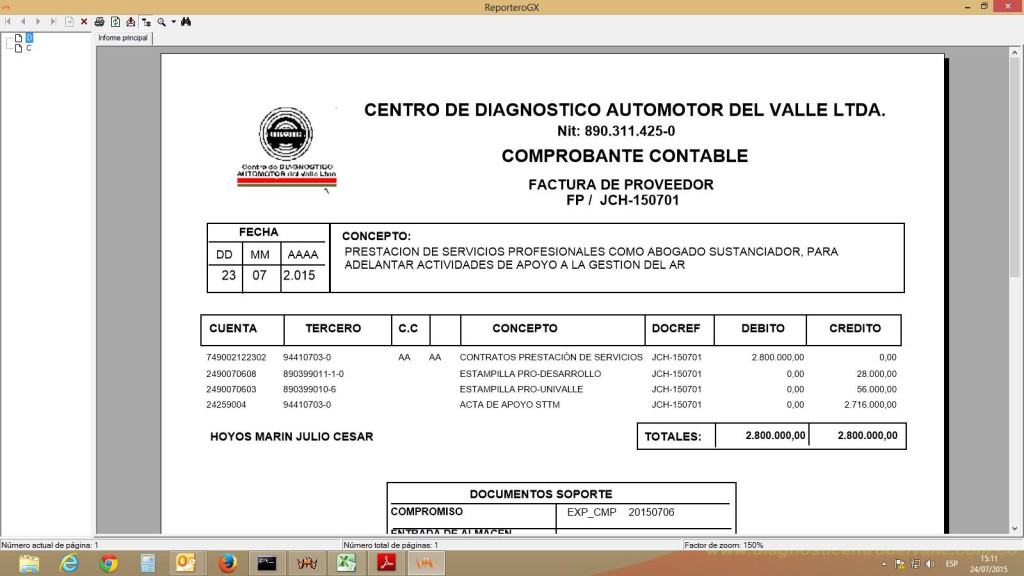 ReporteroGX
D
C
Informe principal
Centro de DIAGNOSTICO
AUTOMOTOR del Valle Ltda
CENTRO DE DIAGNOSTICO AUTOMOTOR DEL VALLE LTDA.
Nit: 890.311.425-0
COMPROBANTE CONTABLE
FACTURA DE PROVEEDOR
FP / JCH-150701
FECHA
DD MM AAAA
23 07 2.015
CONCEPTO:
PRESTACION DE SERVICIOS PROFESIONALES COMO ABOGADO SUSTANCIADOR, PARA
ADELANTAR ACTIVIDADES DE APOYO A LA GESTION DEL AR
CUENTA TERCERO C.C CONCEPTO DOCREF DEBITO CREDITO
749002122302 94410703-0 AA AA CONTRATOS PRESTACIÓN DE SERVICIOS JCH-150701 2.800.000,00 0,00
2490070608 890399011-1-0 ESTAMPILLA PRO-DESARROLLO JCH-150701 0,00 28.000,00
2490070603 890399010-6 ESTAMPILLA PRO-UNIVALLE JCH-150701 0,00 56.000,00
24259004 94410703-0 ACTA DE APOYO STTM JCH-150701 0,00 2.716.000,00
HOYOS MARIN JULIO CESAR
TOTALES: 2.800.000,00 2.800.000,00
DOCUMENTOS SOPORTE
COMPROMISO EXP_CMP 20150706
ENTRADA DE ALMACEN
Número actual de página: 1 Número total de páginas: 1 Factor de zoom: 150%
ESP
15:11
24/07/2015